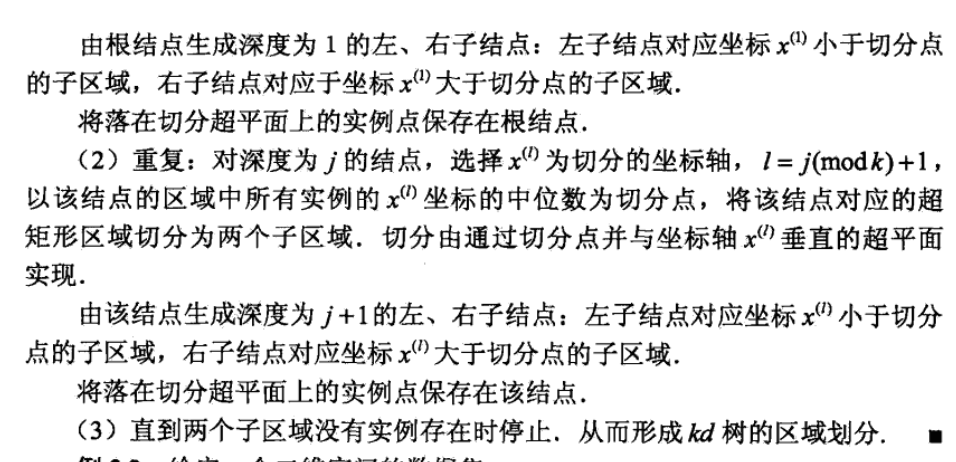 由根结点生成深度为 1 的左、右子结点：左子结点对应坐标 x⁽¹⁾ 小于切分点
的子区域，右子结点对应于坐标 x⁽¹⁾ 大于切分点的子区域．
将落在切分超平面上的实例点保存在根结点．
（2）重复：对深度为 j 的结点，选择 x⁽ˡ⁾ 为切分的坐标轴，l = j(mod k)+1，
以该结点的区域中所有实例的 x⁽ˡ⁾ 坐标的中位数为切分点，将该结点对应的超
矩形区域切分为两个子区域．切分由通过切分点并与坐标轴 x⁽ˡ⁾ 垂直的超平面
实现．
由该结点生成深度为 j+1 的左、右子结点：左子结点对应坐标 x⁽ˡ⁾ 小于切分
点的子区域，右子结点对应坐标 x⁽ˡ⁾ 大于切分点的子区域．
将落在切分超平面上的实例点保存在该结点．
（3）直到两个子区域没有实例存在时停止．从而形成 kd 树的区域划分． ■